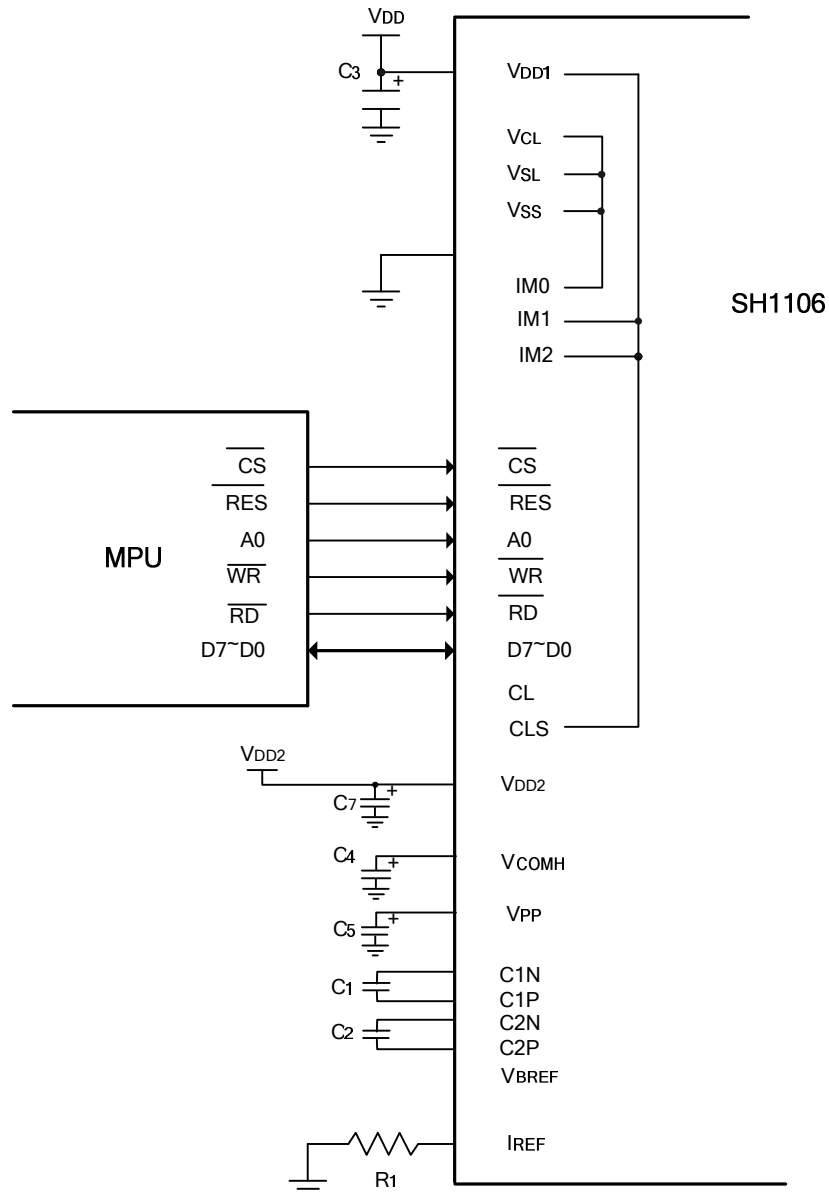 VDD
C3
+
VDD1
VCL
VSL
VSS
IM0
IM1
IM2
SH1106
MPU
CS
RES
A0
WR
RD
D7~D0
CS
RES
A0
WR
RD
D7~D0
CL
CLS
VDD2
C7
+
VDD2
C4
+
VCOMH
C5
+
VPP
C1
C1N
C1P
C2
C2N
C2P
VBREF
IREF
R1